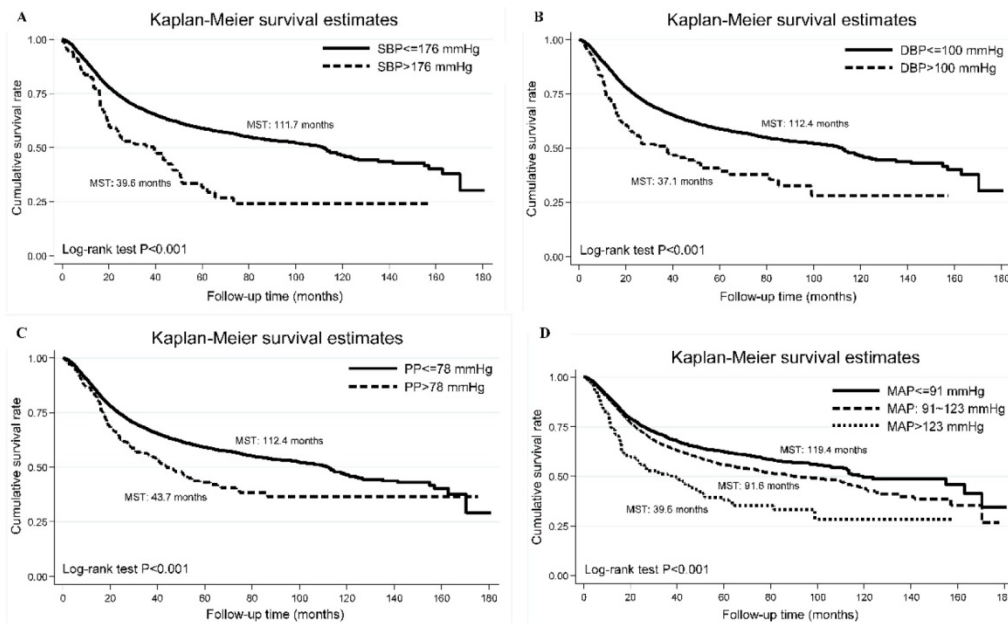 A
Kaplan-Meier survival estimates
SBP<=176 mmHg
SBP>176 mmHg
MST: 111.7 months
MST: 39.6 months
Log-rank test P<0.001
Cumulative survival rate
1.00
0.75
0.50
0.25
0.00
0 20 40 60 80 100 120 140 160 180
Follow-up time (months)
B
Kaplan-Meier survival estimates
DBP<=100 mmHg
DBP>100 mmHg
MST: 112.4 months
MST: 37.1 months
Log-rank test P<0.001
Cumulative survival rate
1.00
0.75
0.50
0.25
0.00
0 20 40 60 80 100 120 140 160 180
Follow-up time (months)
C
Kaplan-Meier survival estimates
PP<=78 mmHg
PP>78 mmHg
MST: 112.4 months
MST: 43.7 months
Log-rank test P<0.001
Cumulative survival rate
1.00
0.75
0.50
0.25
0.00
0 20 40 60 80 100 120 140 160 180
Follow-up time (months)
D
Kaplan-Meier survival estimates
MAP<=91 mmHg
MAP: 91~123 mmHg
MAP>123 mmHg
MST: 119.4 months
MST: 91.6 months
MST: 39.6 months
Log-rank test P<0.001
Cumulative survival rate
1.00
0.75
0.50
0.25
0.00
0 20 40 60 80 100 120 140 160 180
Follow-up time (months)